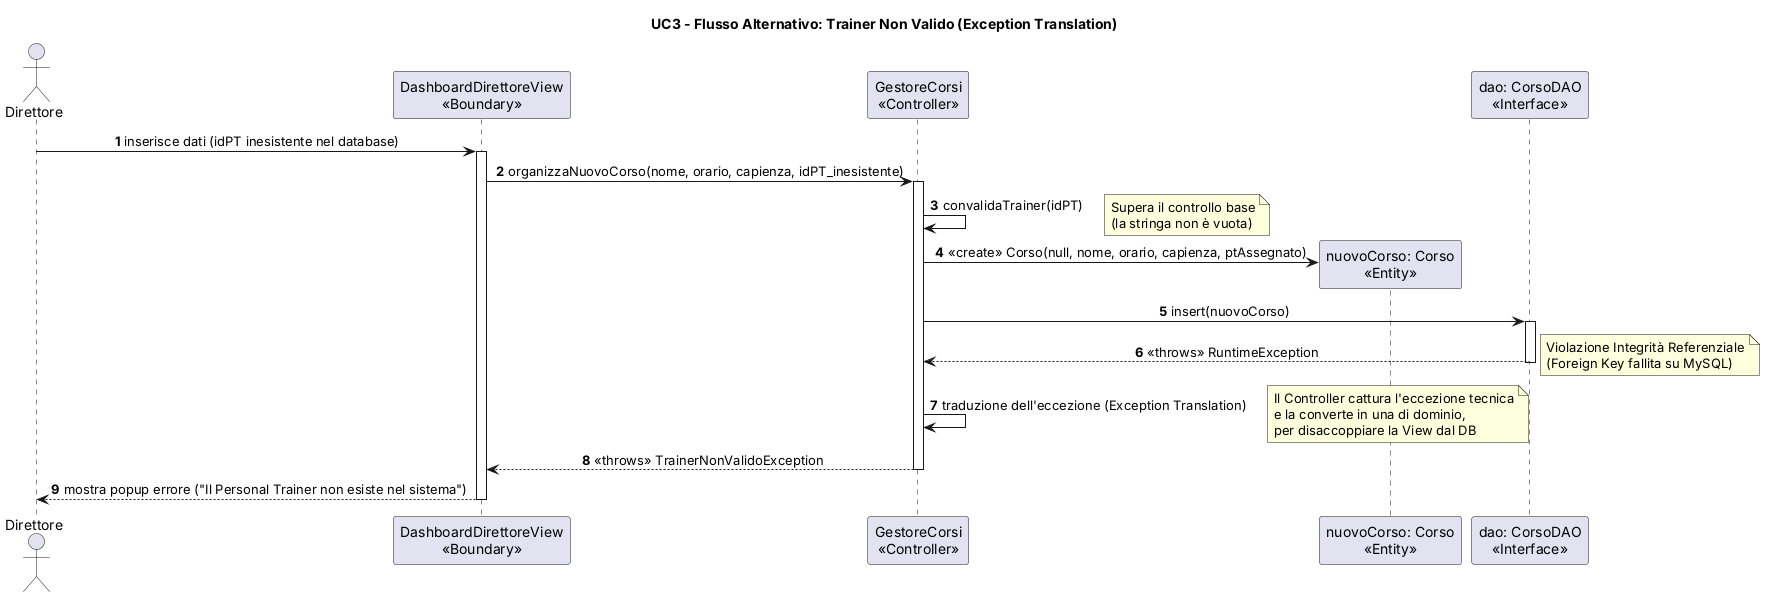 UC3 - Flusso Alternativo: Trainer Non Valido (Exception Translation)
Direttore
DashboardDirettoreView
«Boundary»
GestoreCorsi
«Controller»
dao: CorsoDAO
«Interface»
1 inserisce dati (idPT inesistente nel database)
2 organizzaNuovoCorso(nome, orario, capienza, idPT_inesistente)
3 convalidaTrainer(idPT)
Supera il controllo base
(la stringa non è vuota)
4 «create» Corso(null, nome, orario, capienza, ptAssegnato)
nuovoCorso: Corso
«Entity»
5 insert(nuovoCorso)
6 «throws» RuntimeException
Violazione Integrità Referenziale
(Foreign Key fallita su MySQL)
7 traduzione dell'eccezione (Exception Translation)
Il Controller cattura l'eccezione tecnica
e la converte in una di dominio,
per disaccoppiare la View dal DB
8 «throws» TrainerNonValidoException
9 mostra popup errore ("Il Personal Trainer non esiste nel sistema")
Direttore
DashboardDirettoreView
«Boundary»
GestoreCorsi
«Controller»
nuovoCorso: Corso
«Entity»
dao: CorsoDAO
«Interface»